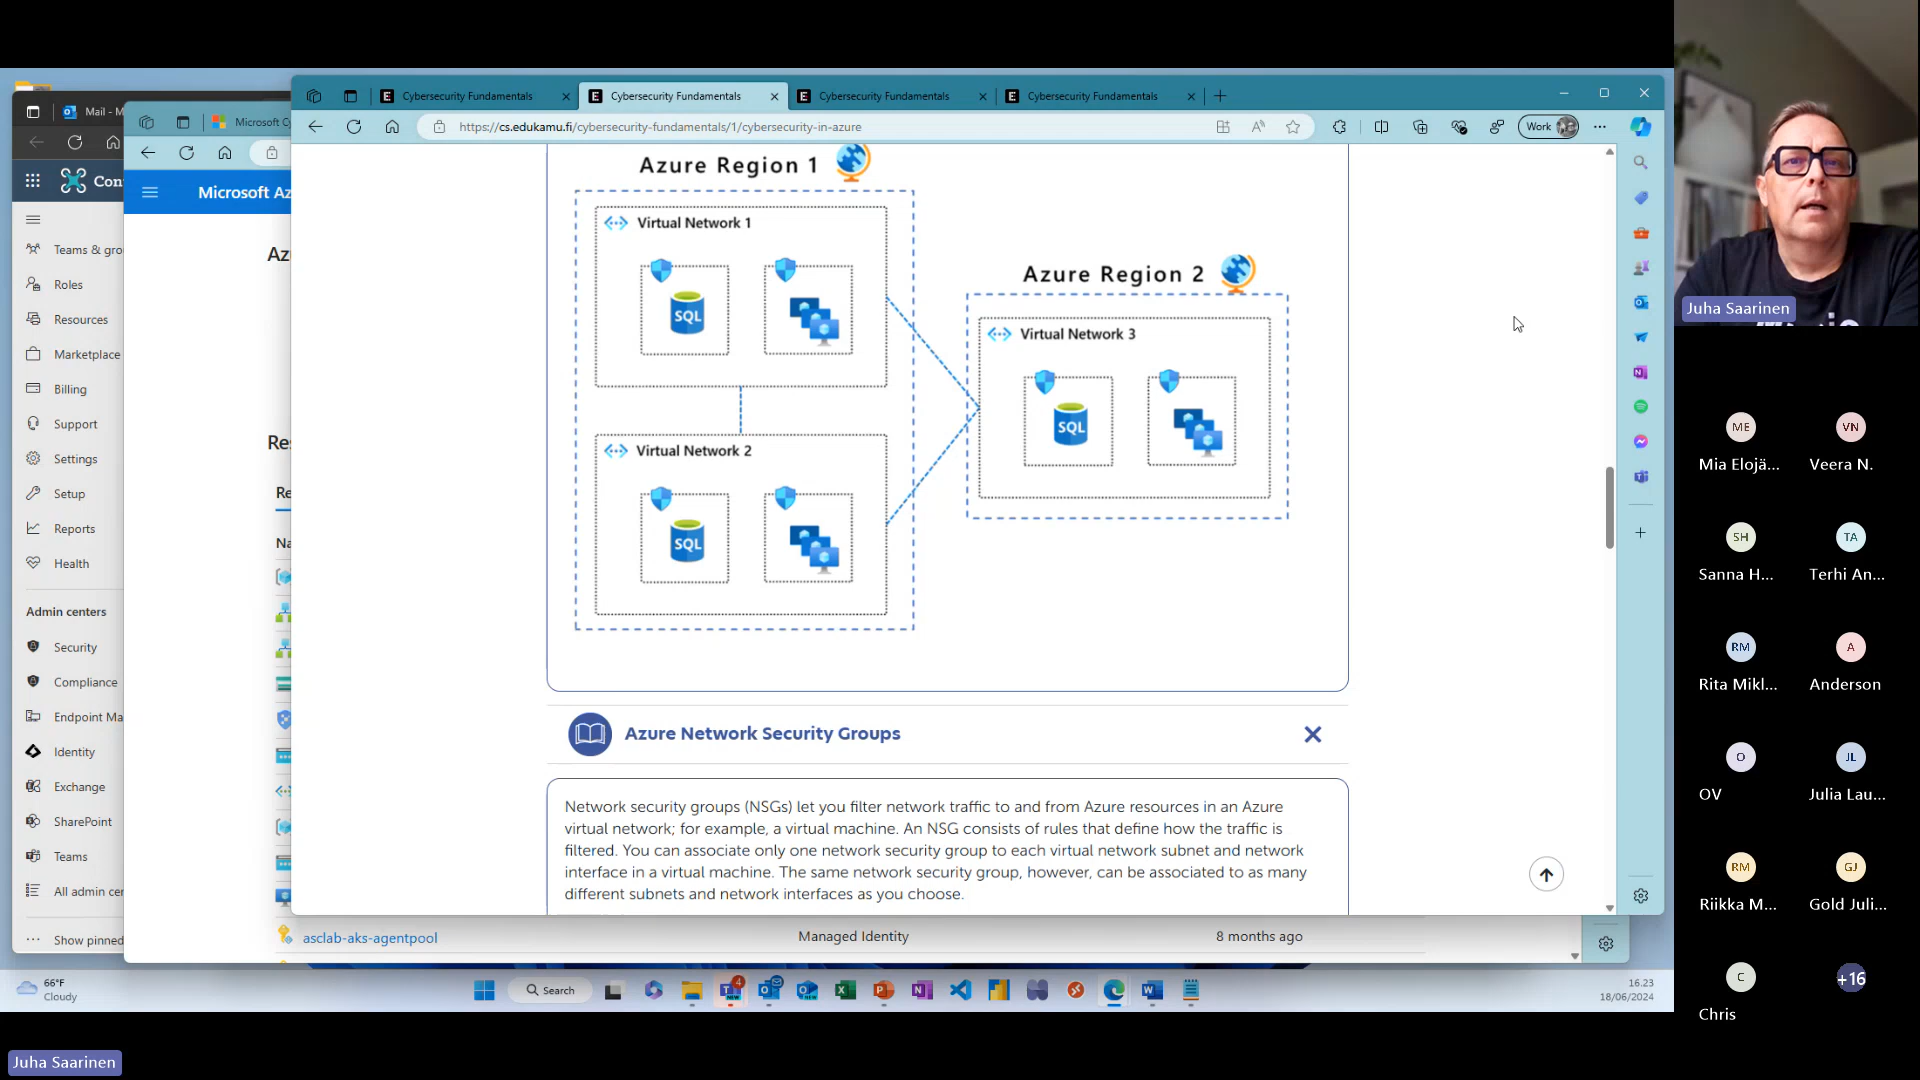 Mail - M
Microsoft Cy
Cybersecurity Fundamentals
Cybersecurity Fundamentals
Cybersecurity Fundamentals
Cybersecurity Fundamentals
https://cs.edukamu.fi/cybersecurity-fundamentals/1/cybersecurity-in-azure
Work
Con
Microsoft Az
Teams & gro
Roles
Resources
Marketplace
Billing
Support
Settings
Setup
Reports
Health
Admin centers
Security
Compliance
Endpoint Ma
Identity
Exchange
SharePoint
Teams
All admin cen
Show pinned
Az
Res
Re
Na
Azure Region 1
Virtual Network 1
SQL
Virtual Network 2
SQL
Azure Region 2
Virtual Network 3
SQL
Azure Network Security Groups
Network security groups (NSGs) let you filter network traffic to and from Azure resources in an Azure
virtual network; for example, a virtual machine. An NSG consists of rules that define how the traffic is
filtered. You can associate only one network security group to each virtual network subnet and network
interface in a virtual machine. The same network security group, however, can be associated to as many
different subnets and network interfaces as you choose.
asclab-aks-agentpool Managed Identity 8 months ago
66°F
Cloudy
Search
4
NEW
16.23
18/06/2024
Juha Saarinen
Juha Saarinen
ME VN
Mia Elojä... Veera N.
SH TA
Sanna H... Terhi An...
RM A
Rita Mikl... Anderson
O JL
OV Julia Lau...
RM GJ
Riikka M... Gold Juli...
C +16
Chris